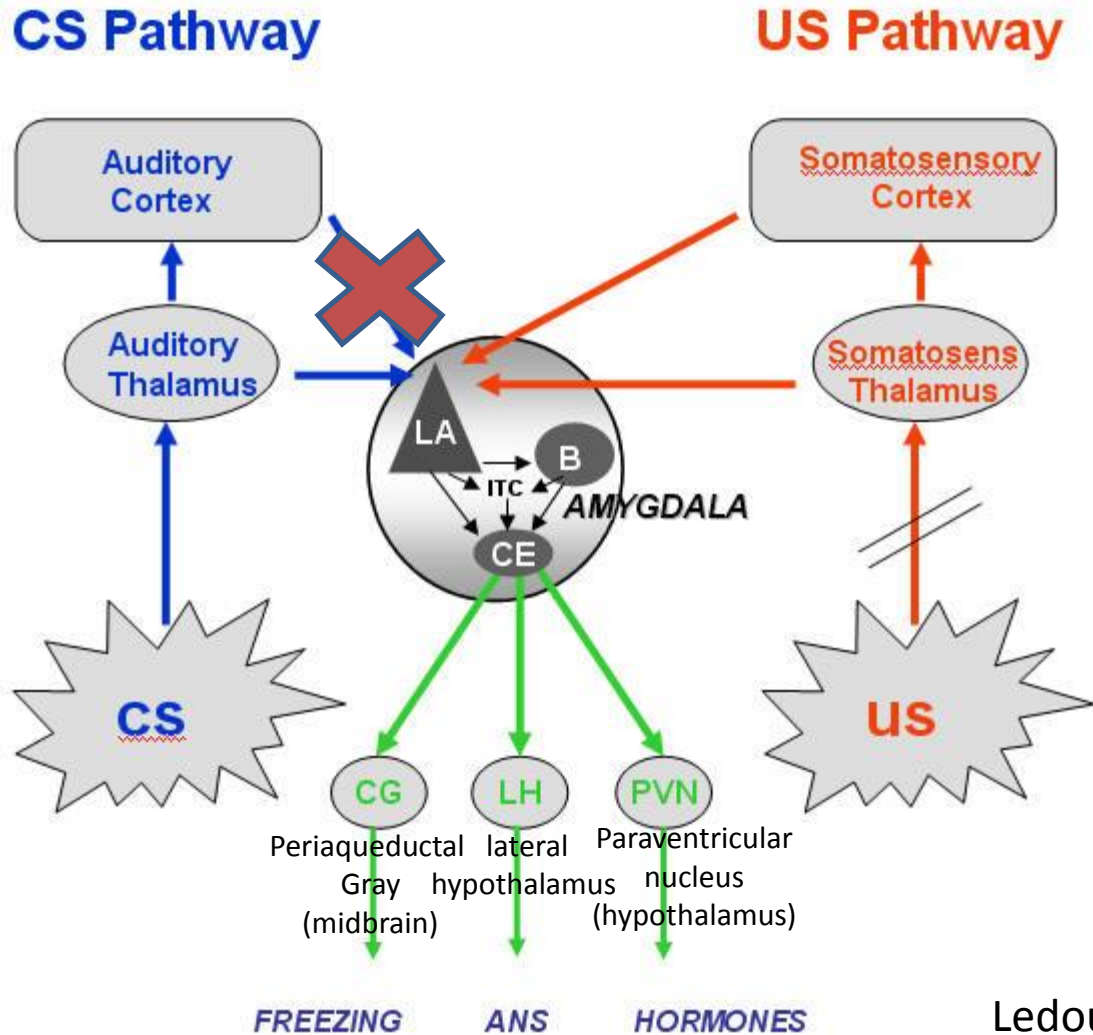 CS Pathway
US Pathway
Auditory
Cortex
Somatosensory
Cortex
Auditory
Thalamus
Somatosens
Thalamus
LA
B
ITC
AMYGDALA
CE
CS
US
CG
LH
PVN
Periaqueductal
Gray
(midbrain)
lateral
hypothalamus
Paraventricular
nucleus
(hypothalamus)
FREEZING
ANS
HORMONES
Ledou